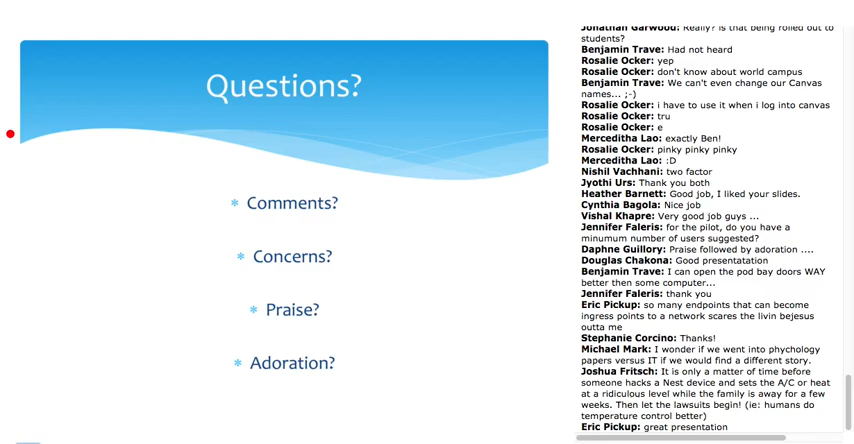 Questions?
* Comments?
* Concerns?
* Praise?
* Adoration?
Jonathan Garwood: Really? Is that being rolled out to
students?
Benjamin Trave: Had not heard
Rosalie Ocker: yep
Rosalie Ocker: don't know about world campus
Benjamin Trave: We can't even change our Canvas
names... ;-)
Rosalie Ocker: i have to use it when i log into canvas
Rosalie Ocker: tru
Rosalie Ocker: e
Merceditha Lao: exactly Ben!
Rosalie Ocker: pinky pinky pinky
Merceditha Lao: :D
Nishil Vachhani: two factor
Jyothi Urs: Thank you both
Heather Barnett: Good job, I liked your slides.
Cynthia Bagola: Nice job
Vishal Khapre: Very good job guys ...
Jennifer Faleris: for the pilot, do you have a
minumum number of users suggested?
Daphne Guillory: Praise followed by adoration ....
Douglas Chakona: Good presentatation
Benjamin Trave: I can open the pod bay doors WAY
better then some computer...
Jennifer Faleris: thank you
Eric Pickup: so many endpoints that can become
ingress points to a network scares the livin bejesus
outta me
Stephanie Corcino: Thanks!
Michael Mark: I wonder if we went into phychology
papers versus IT if we would find a different story.
Joshua Fritsch: It is only a matter of time before
someone hacks a Nest device and sets the A/C or heat
at a ridiculous level while the family is away for a few
weeks. Then let the lawsuits begin! (ie: humans do
temperature control better)
Eric Pickup: great presentation